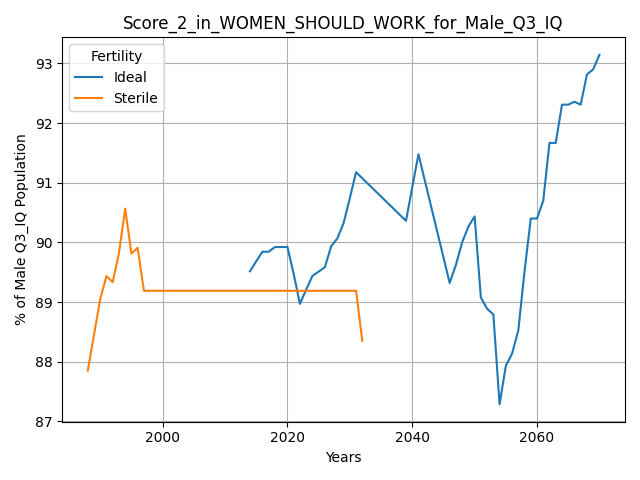 Score_2_in_WOMEN_SHOULD_WORK_for_Male_Q3_IQ
Fertility
Ideal
Sterile
% of Male Q3_IQ Population
93
92
91
90
89
88
87
2000
2020
2040
2060
Years